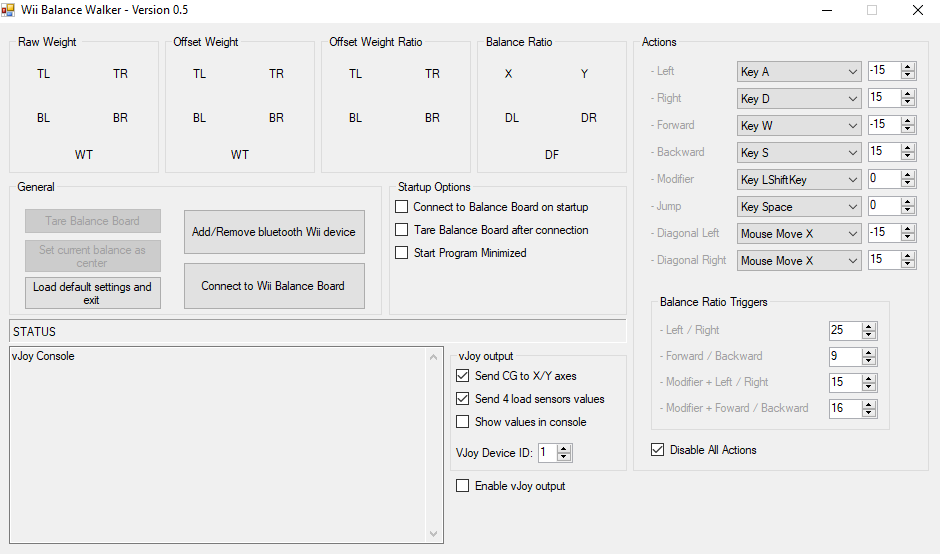 Wii Balance Walker - Version 0.5
Raw Weight
TL TR
BL BR
WT
Offset Weight
TL TR
BL BR
WT
Offset Weight Ratio
TL TR
BL BR
Balance Ratio
X Y
DL DR
DF
General
Tare Balance Board
Set current balance as
center
Load default settings and
exit
Add/Remove bluetooth Wii device
Connect to Wii Balance Board
Startup Options
Connect to Balance Board on startup
Tare Balance Board after connection
Start Program Minimized
STATUS
vJoy Console
vJoy output
Send CG to X/Y axes
Send 4 load sensors values
Show values in console
VJoy Device ID: 1
Enable vJoy output
Actions
- Left Key A -15
- Right Key D 15
- Forward Key W -15
- Backward Key S 15
- Modifier Key LShiftKey 0
- Jump Key Space 0
- Diagonal Left Mouse Move X -15
- Diagonal Right Mouse Move X 15
Balance Ratio Triggers
- Left / Right 25
- Forward / Backward 9
- Modifier + Left / Right 15
- Modifier + Foward / Backward 16
Disable All Actions